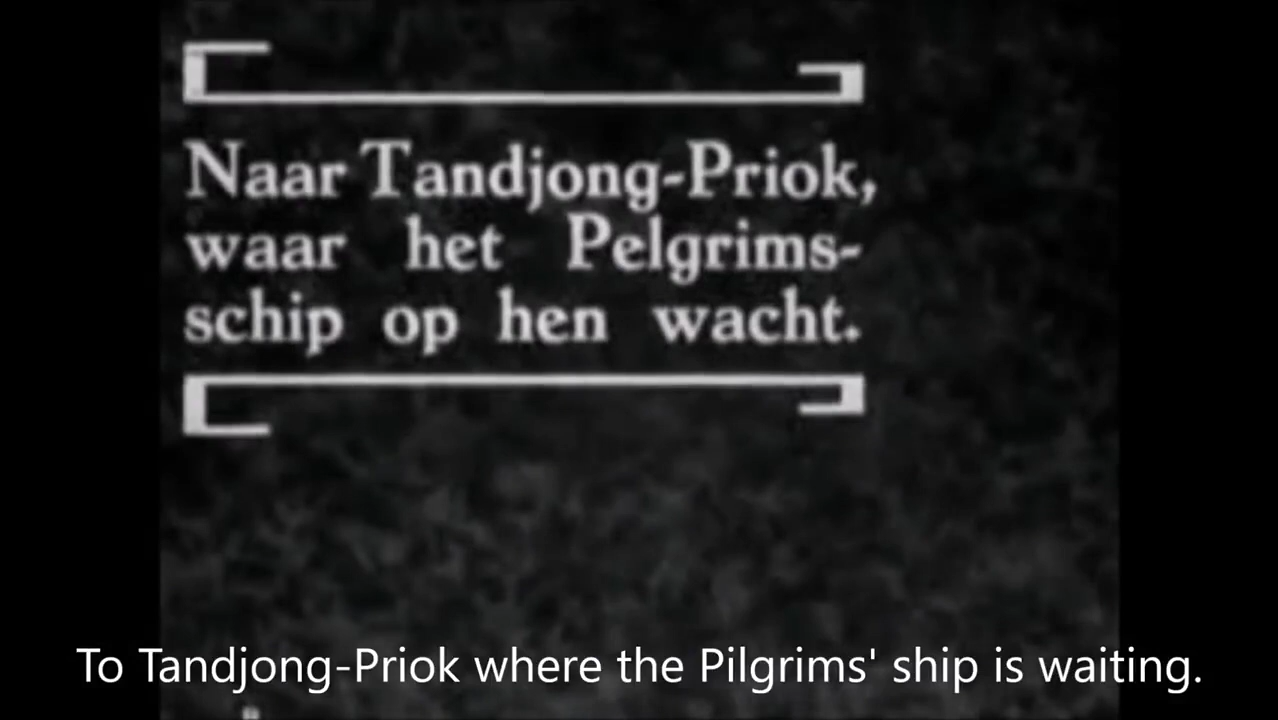 Naar Tandjong-Priok,
waar het Pelgrims-
schip op hen wacht.
To Tandjong-Priok where the Pilgrims' ship is waiting.